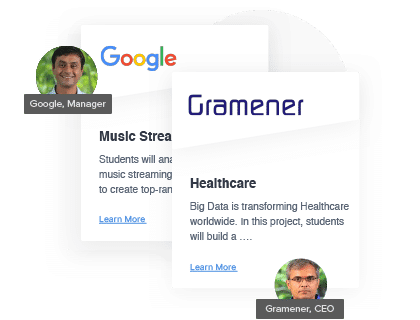 Google
Google, Manager
Music Strea
Students will ana
music streaming
to create top-ran
Learn More
Gramener
Healthcare
Big Data is transforming Healthcare
worldwide. In this project, students
will build a ....
Learn More
Gramener, CEO